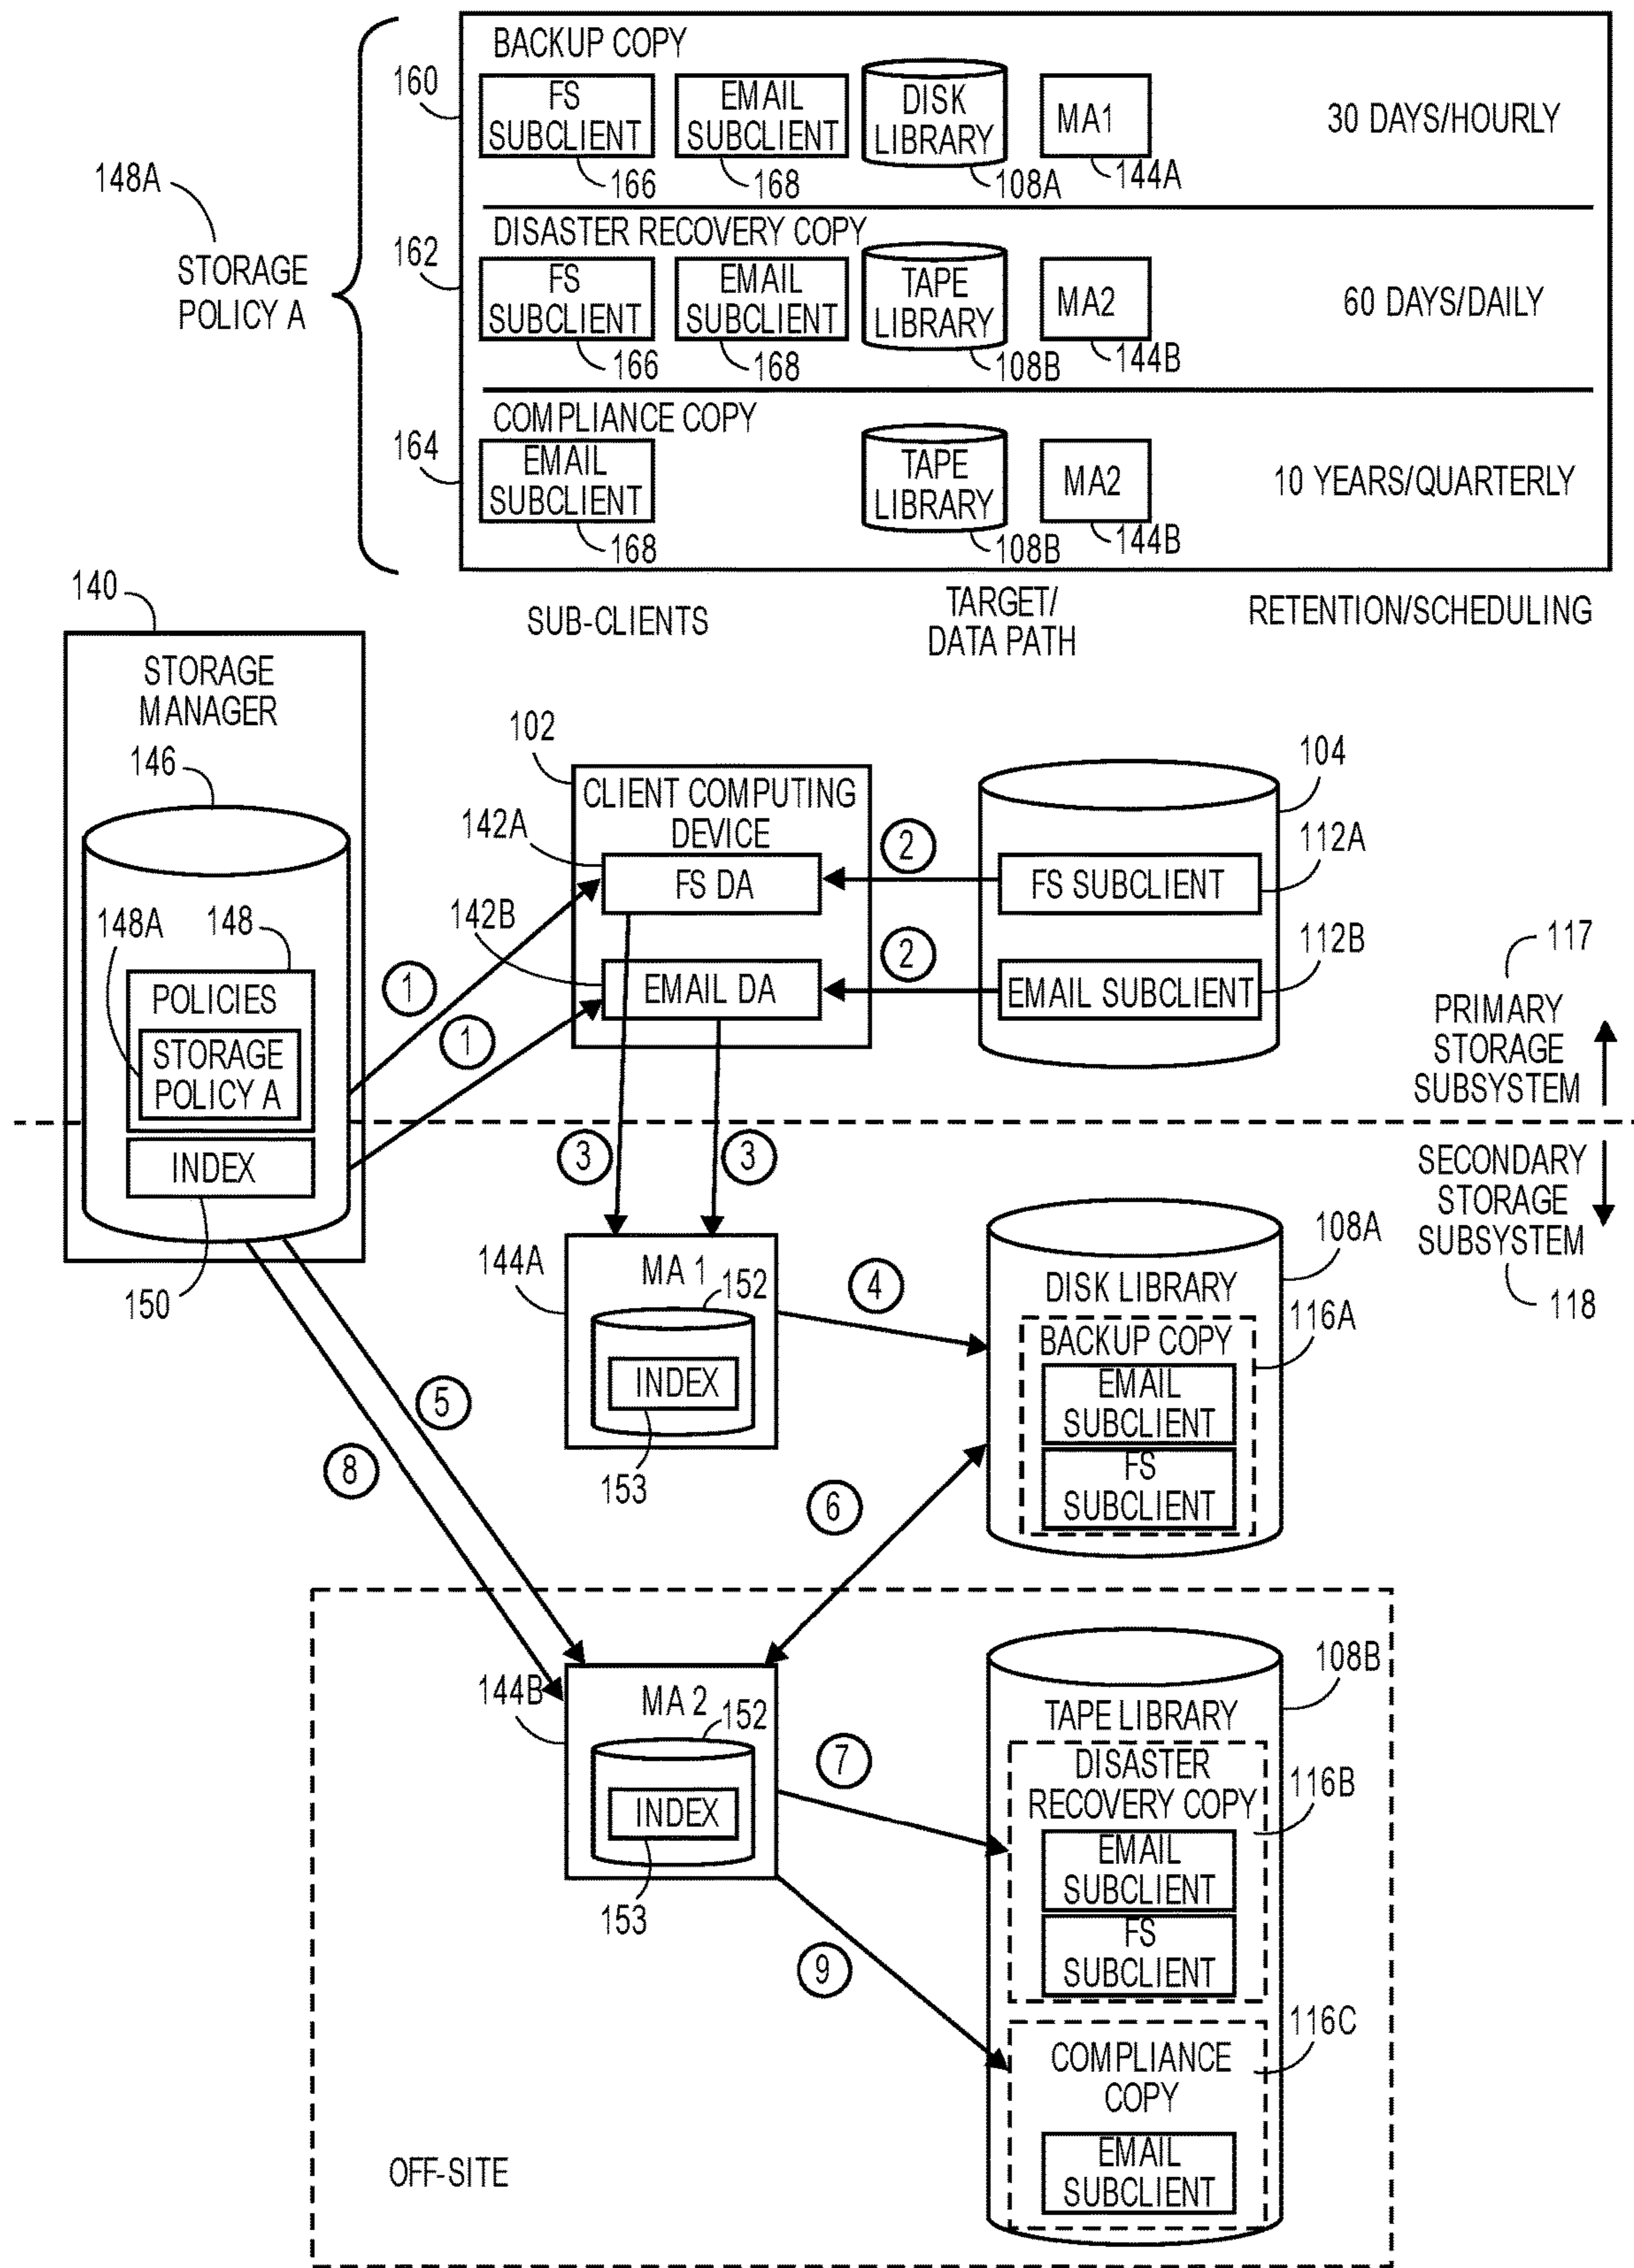 BACKUP COPY
160
FS
SUBCLIENT
166
EMAIL
SUBCLIENT
168
DISK
LIBRARY
108A
MA1
144A
30 DAYS/HOURLY
148A
STORAGE
POLICY A
DISASTER RECOVERY COPY
162
FS
SUBCLIENT
166
EMAIL
SUBCLIENT
168
TAPE
LIBRARY
108B
MA2
144B
60 DAYS/DAILY
COMPLIANCE COPY
164
EMAIL
SUBCLIENT
168
TAPE
LIBRARY
108B
MA2
144B
10 YEARS/QUARTERLY
SUB-CLIENTS
TARGET/
DATA PATH
RETENTION/SCHEDULING
140
STORAGE
MANAGER
146
148A
148
POLICIES
STORAGE
POLICY A
INDEX
150
102
CLIENT COMPUTING
DEVICE
142A
FS DA
142B
EMAIL DA
1
1
2
2
104
112A
FS SUBCLIENT
112B
EMAIL SUBCLIENT
117
PRIMARY
STORAGE
SUBSYSTEM
SECONDARY
STORAGE
SUBSYSTEM
118
3
3
144A
MA 1
152
INDEX
153
4
108A
DISK LIBRARY
116A
BACKUP COPY
EMAIL
SUBCLIENT
FS
SUBCLIENT
5
8
6
144B
MA 2
152
INDEX
153
7
9
108B
TAPE LIBRARY
DISASTER
RECOVERY COPY
116B
EMAIL
SUBCLIENT
FS
SUBCLIENT
116C
COMPLIANCE
COPY
EMAIL
SUBCLIENT
OFF-SITE